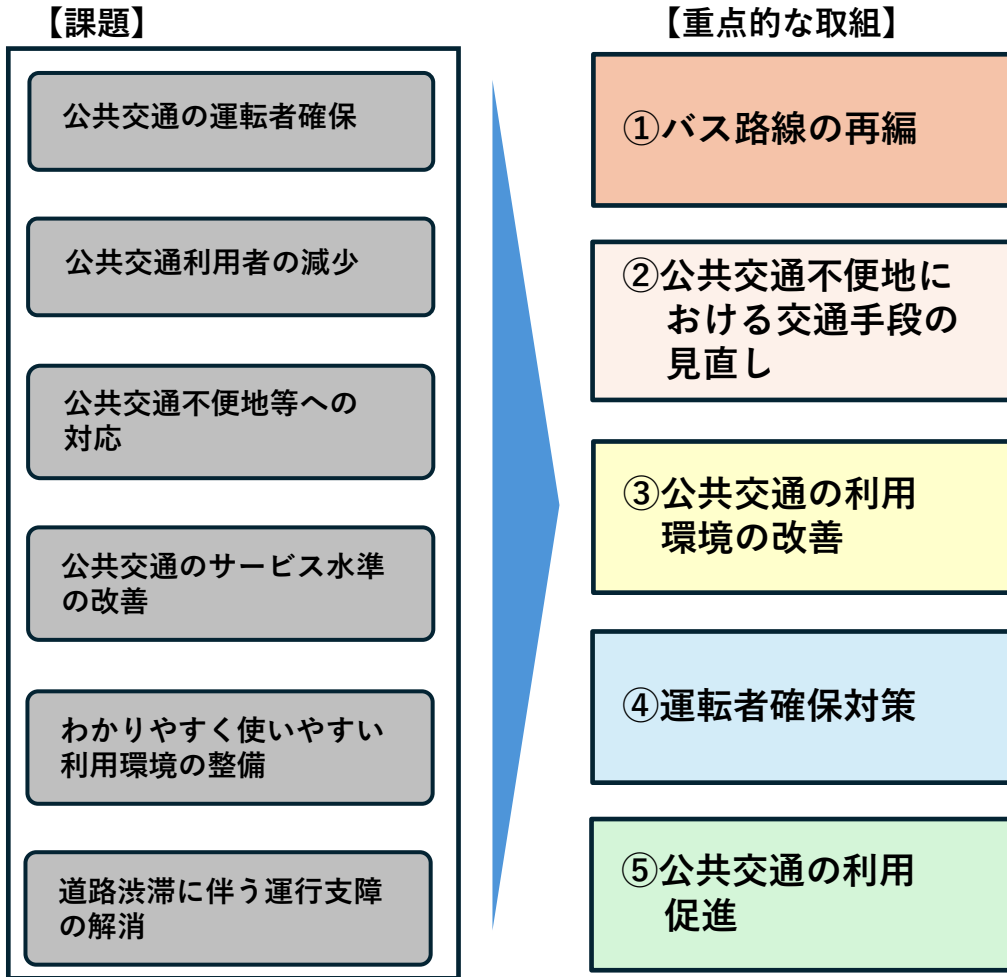 【課題】
公共交通の運転者確保
公共交通利用者の減少
公共交通不便地等への
対応
公共交通のサービス水準
の改善
わかりやすく使いやすい
利用環境の整備
道路渋滞に伴う運行支障
の解消
【重点的な取組】
①バス路線の再編
②公共交通不便地に
おける交通手段の
見直し
③公共交通の利用
環境の改善
④運転者確保対策
⑤公共交通の利用
促進